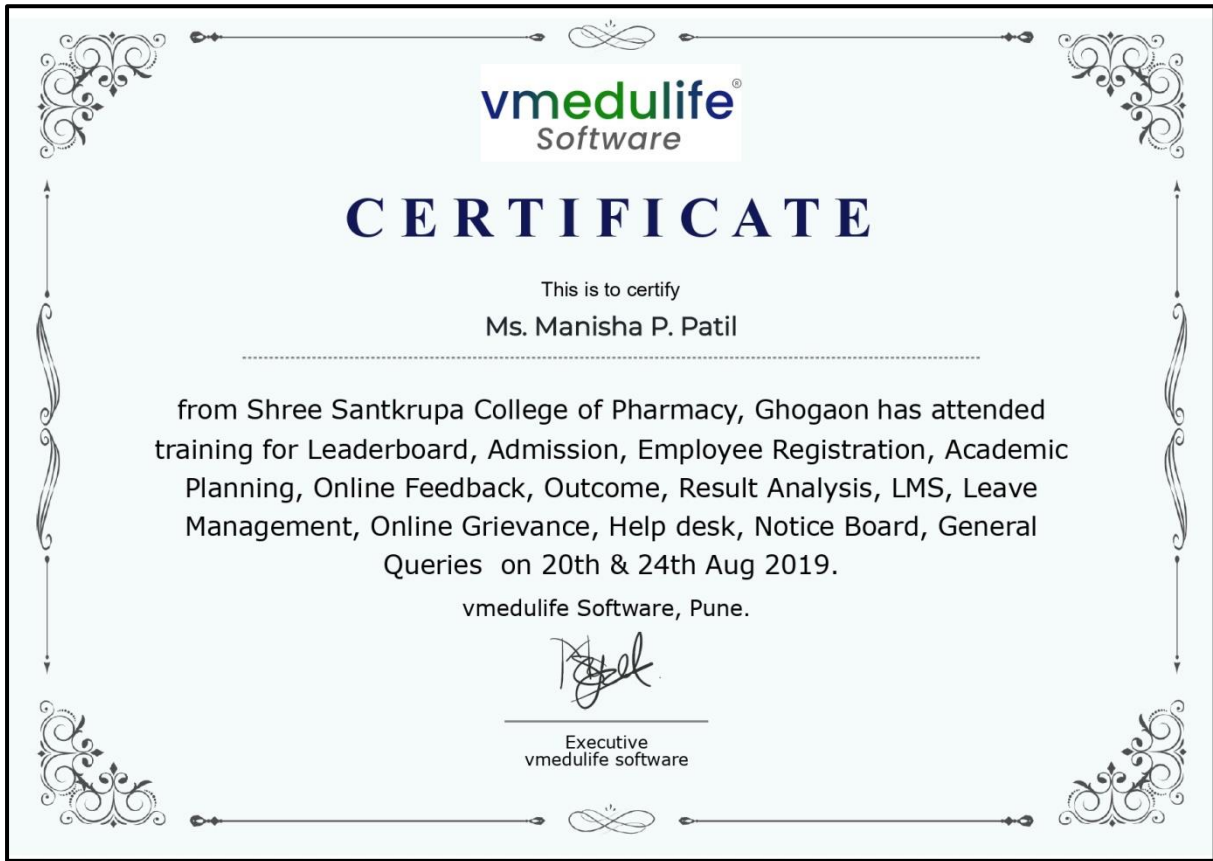 vmedulife®
Software
CERTIFICATE
This is to certify
Ms. Manisha P. Patil
from Shree Santkrupa College of Pharmacy, Ghogaon has attended
training for Leaderboard, Admission, Employee Registration, Academic
Planning, Online Feedback, Outcome, Result Analysis, LMS, Leave
Management, Online Grievance, Help desk, Notice Board, General
Queries on 20th & 24th Aug 2019.
vmedulife Software, Pune.
Executive
vmedulife software